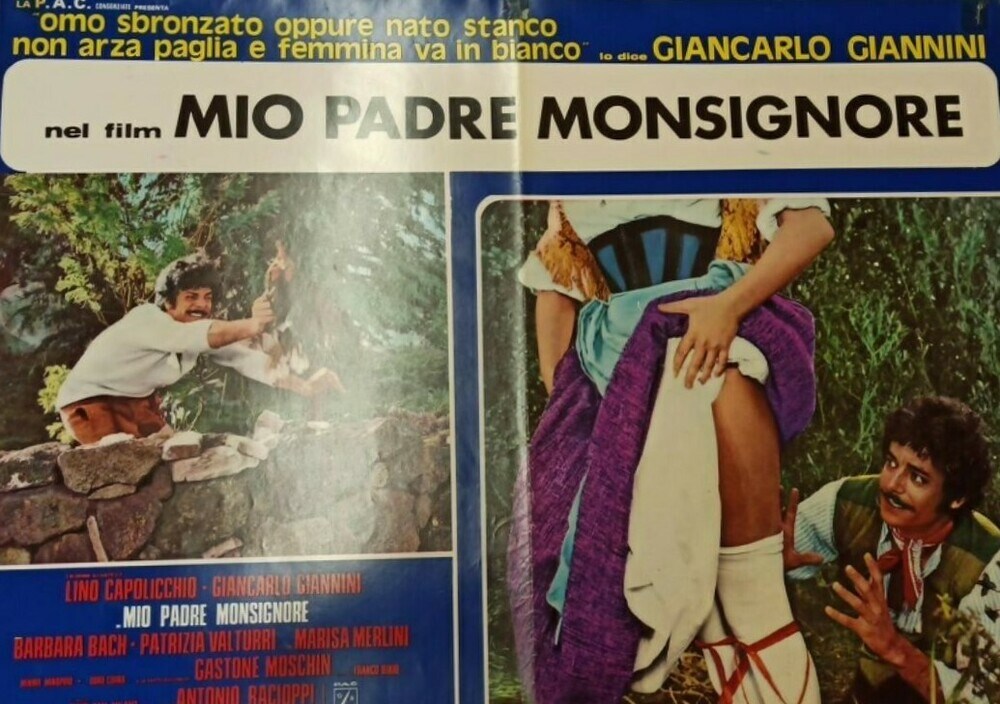 LA P.A.C. CONSORZIATE PRESENTA
"omo sbronzato oppure nato stanco
non arza paglia e femmina va in bianco" lo dice GIANCARLO GIANNINI
nel film MIO PADRE MONSIGNORE
LINO CAPOLICCHIO · GIANCARLO GIANNINI
MIO PADRE MONSIGNORE
BARBARA BACH · PATRIZIA VALTURRI · MARISA MERLINI
GASTONE MOSCHIN
ANTONIO RACIOPPI